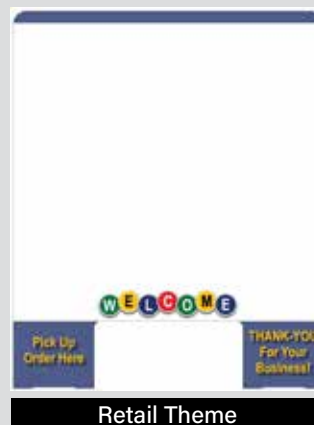 WELCOME
Pick Up
Order Here
THANK-YOU
For Your
Business!
Retail Theme